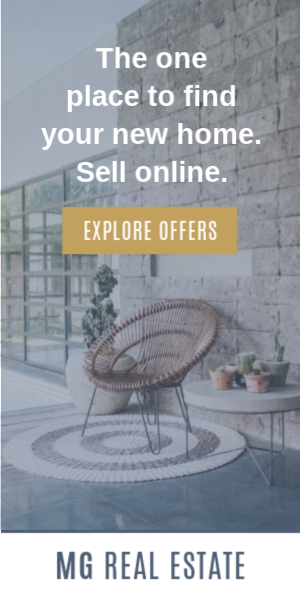 The one
place to find
your new home.
Sell online.
EXPLORE OFFERS
MG REAL ESTATE